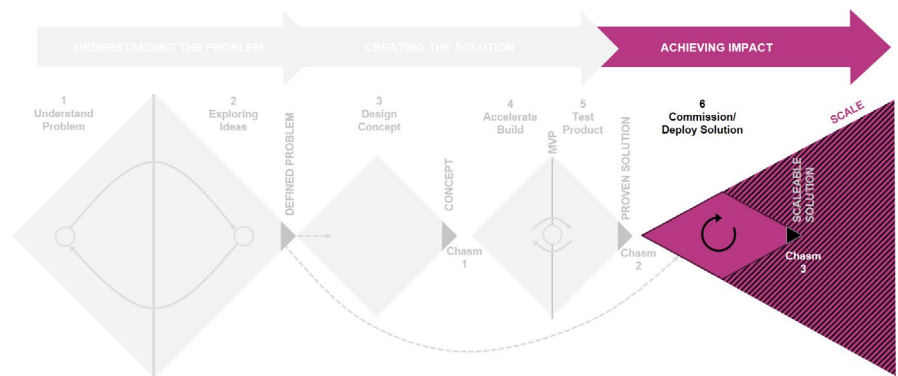 UNDERSTANDING THE PROBLEM
CREATING THE SOLUTION
ACHIEVING IMPACT
1
Understand
Problem
2
Exploring
Ideas
DEFINED PROBLEM
3
Design
Concept
CONCEPT
Chasm
1
4
Accelerate
Build
MVP
5
Test
Product
PROVEN SOLUTION
Chasm
2
6
Commission/
Deploy Solution
SCALE
SCALEABLE
SOLUTION
Chasm
3